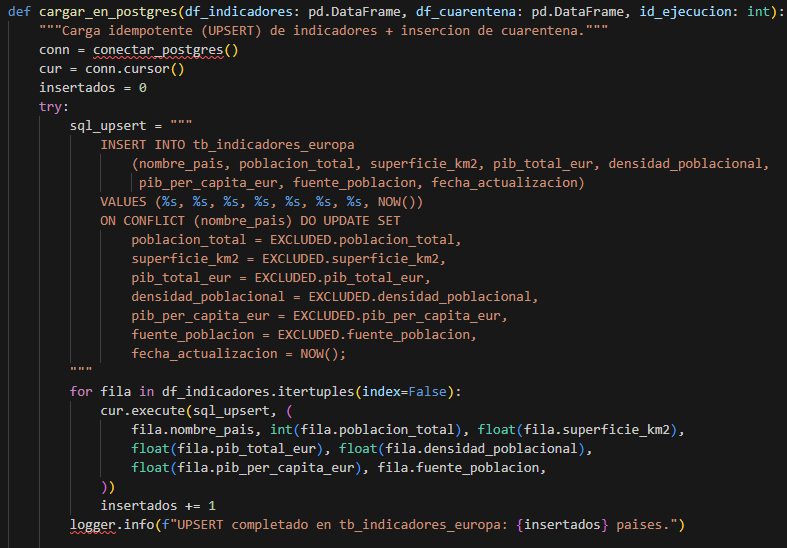 def cargar_en_postgres(df_indicadores: pd.DataFrame, df_cuarentena: pd.DataFrame, id_ejecucion: int):
    """Carga idempotente (UPSERT) de indicadores + insercion de cuarentena."""
    conn = conectar_postgres()
    cur = conn.cursor()
    insertados = 0
    try:
        sql_upsert = """
            INSERT INTO tb_indicadores_europa
                (nombre_pais, poblacion_total, superficie_km2, pib_total_eur, densidad_poblacional,
                 pib_per_capita_eur, fuente_poblacion, fecha_actualizacion)
            VALUES (%s, %s, %s, %s, %s, %s, %s, NOW())
            ON CONFLICT (nombre_pais) DO UPDATE SET
                poblacion_total = EXCLUDED.poblacion_total,
                superficie_km2 = EXCLUDED.superficie_km2,
                pib_total_eur = EXCLUDED.pib_total_eur,
                densidad_poblacional = EXCLUDED.densidad_poblacional,
                pib_per_capita_eur = EXCLUDED.pib_per_capita_eur,
                fuente_poblacion = EXCLUDED.fuente_poblacion,
                fecha_actualizacion = NOW();
        """
        for fila in df_indicadores.itertuples(index=False):
            cur.execute(sql_upsert, (
                fila.nombre_pais, int(fila.poblacion_total), float(fila.superficie_km2),
                float(fila.pib_total_eur), float(fila.densidad_poblacional),
                float(fila.pib_per_capita_eur), fila.fuente_poblacion,
            ))
            insertados += 1
        logger.info(f"UPSERT completado en tb_indicadores_europa: {insertados} paises.")